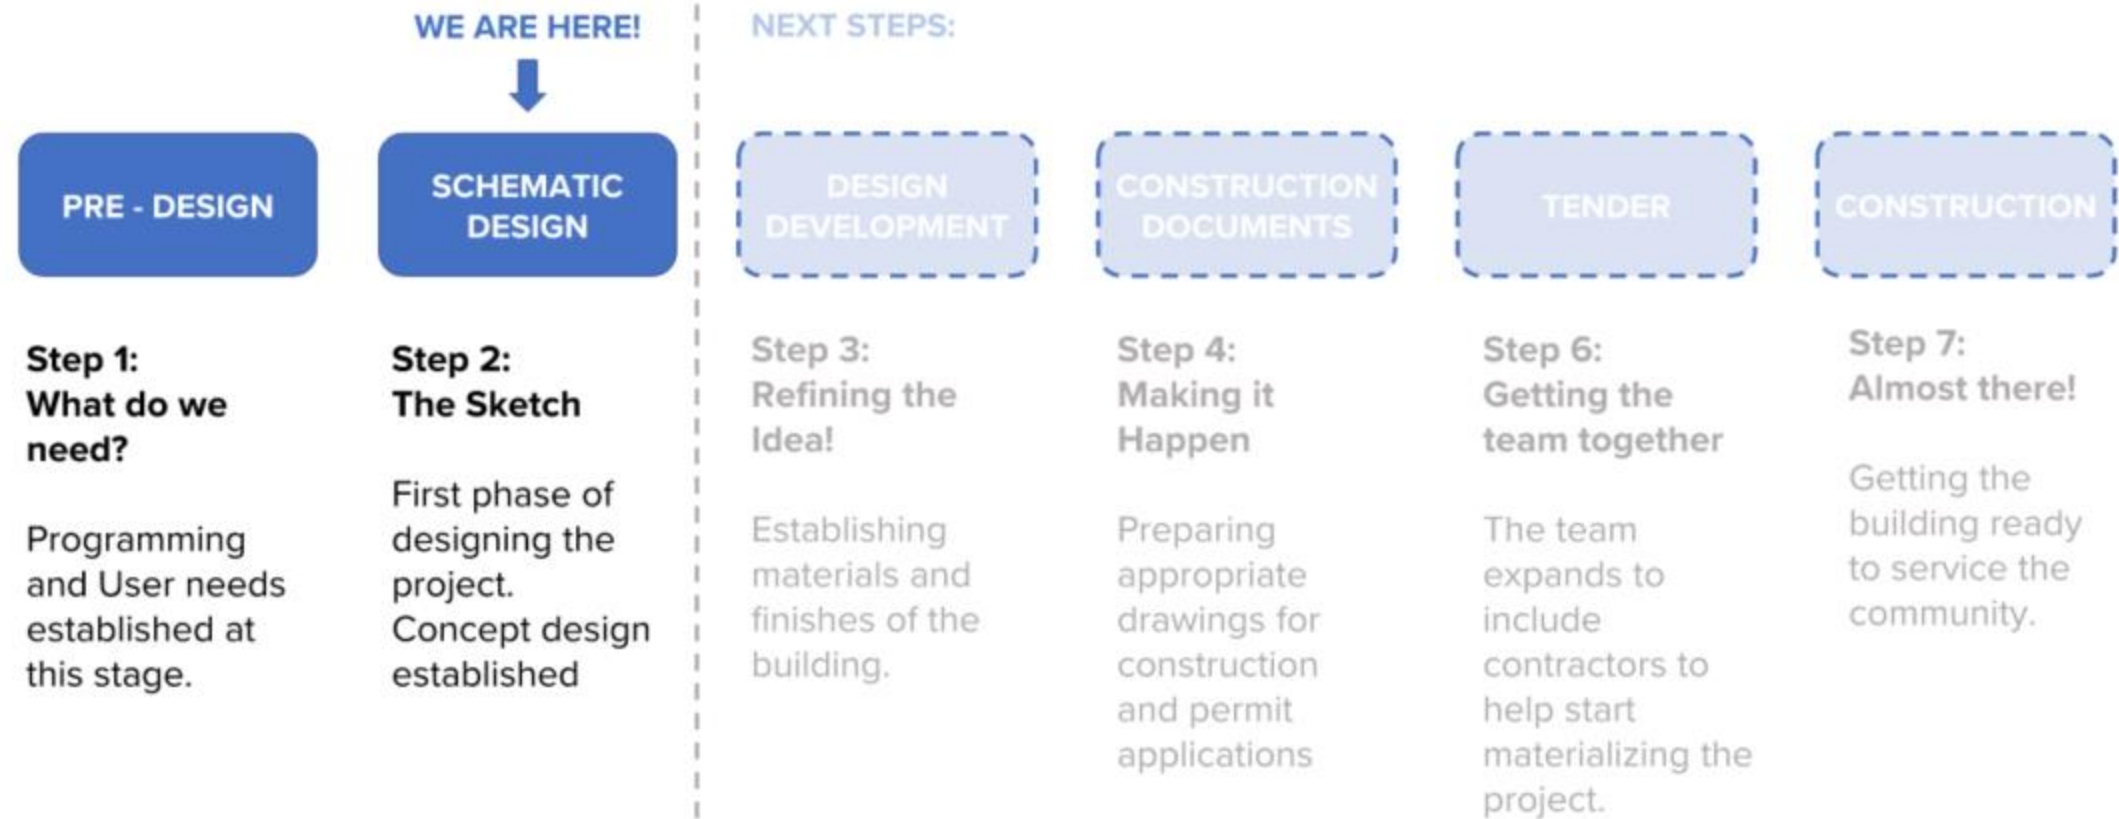 WE ARE HERE!
NEXT STEPS:
PRE - DESIGN
SCHEMATIC
DESIGN
DESIGN
DEVELOPMENT
CONSTRUCTION
DOCUMENTS
TENDER
CONSTRUCTION
Step 1:
What do we
need?
Programming
and User needs
established at
this stage.
Step 2:
The Sketch
First phase of
designing the
project.
Concept design
established
Step 3:
Refining the
Idea!
Establishing
materials and
finishes of the
building.
Step 4:
Making it
Happen
Preparing
appropriate
drawings for
construction
and permit
applications
Step 6:
Getting the
team together
The team
expands to
include
contractors to
help start
materializing the
project.
Step 7:
Almost there!
Getting the
building ready
to service the
community.